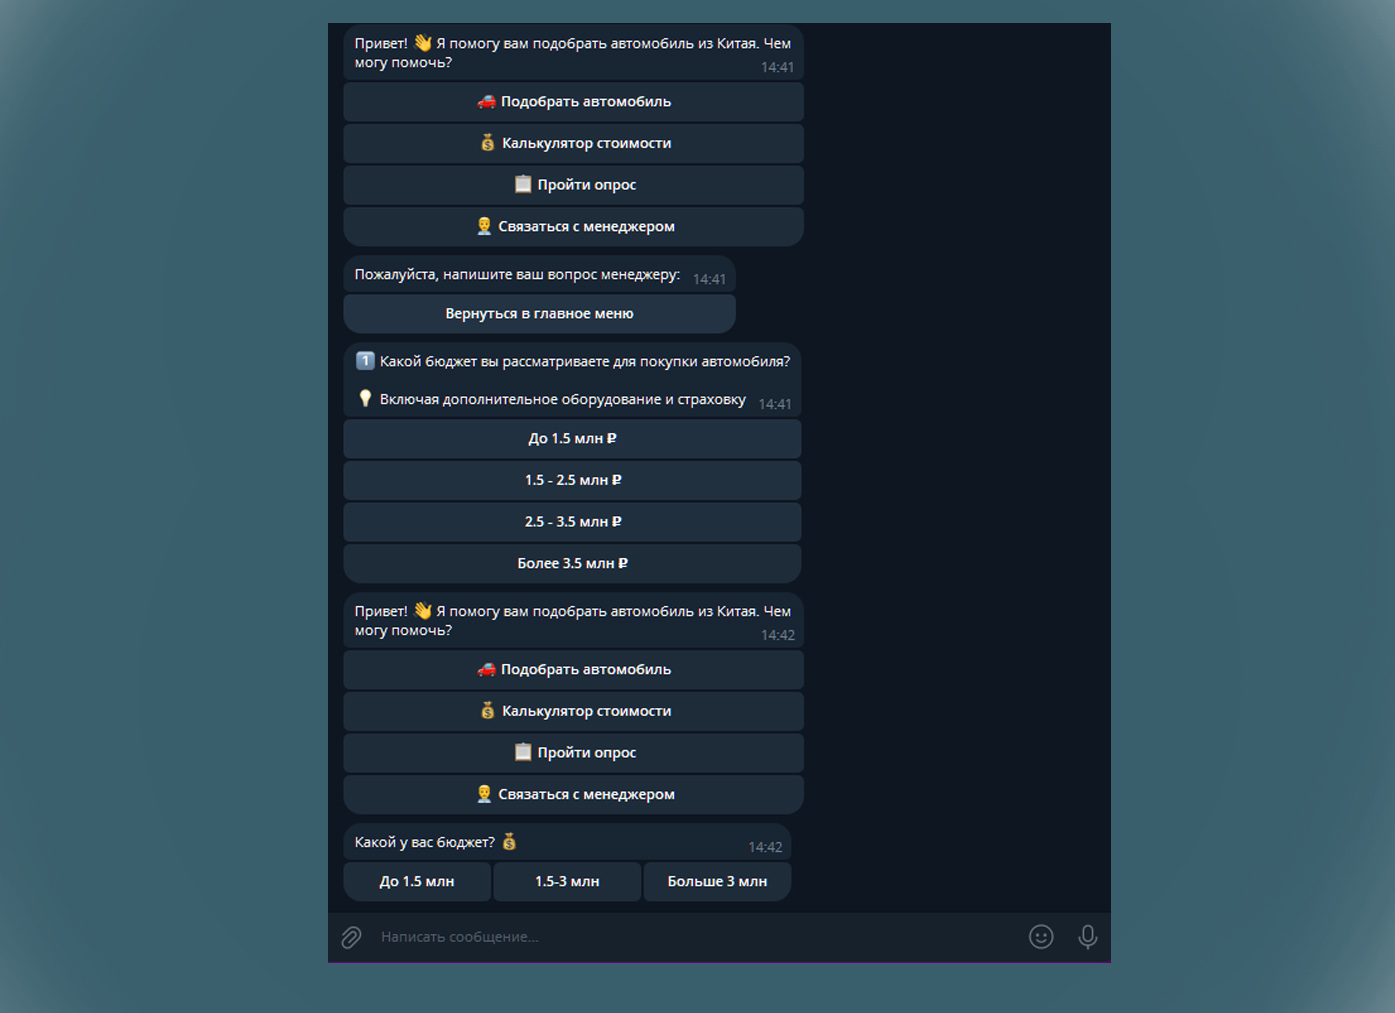 Привет! 👋 Я помогу вам подобрать автомобиль из Китая. Чем
могу помочь?
14:41
🚗 Подобрать автомобиль
💰 Калькулятор стоимости
📋 Пройти опрос
👨‍💼 Связаться с менеджером
Пожалуйста, напишите ваш вопрос менеджеру: 14:41
Вернуться в главное меню
1️⃣ Какой бюджет вы рассматриваете для покупки автомобиля?
💡 Включая дополнительное оборудование и страховку 14:41
До 1.5 млн ₽
1.5 - 2.5 млн ₽
2.5 - 3.5 млн ₽
Более 3.5 млн ₽
Привет! 👋 Я помогу вам подобрать автомобиль из Китая. Чем
могу помочь?
14:42
🚗 Подобрать автомобиль
💰 Калькулятор стоимости
📋 Пройти опрос
👨‍💼 Связаться с менеджером
Какой у вас бюджет? 💰 14:42
До 1.5 млн 1.5-3 млн Больше 3 млн
Написать сообщение...